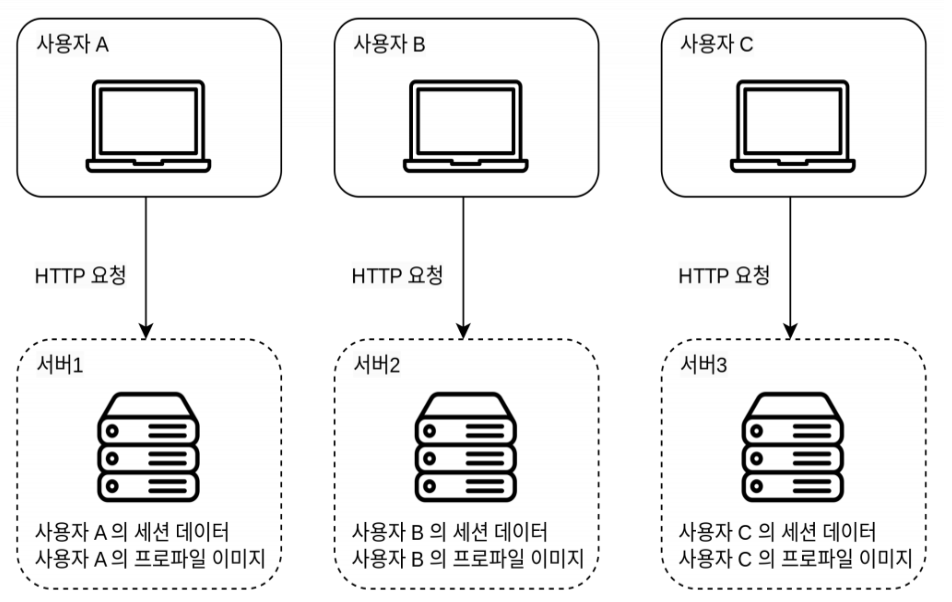 사용자 A
사용자 B
사용자 C
HTTP 요청
HTTP 요청
HTTP 요청
서버1
서버2
서버3
사용자 A 의 세션 데이터
사용자 A 의 프로파일 이미지
사용자 B 의 세션 데이터
사용자 B 의 프로파일 이미지
사용자 C 의 세션 데이터
사용자 C 의 프로파일 이미지